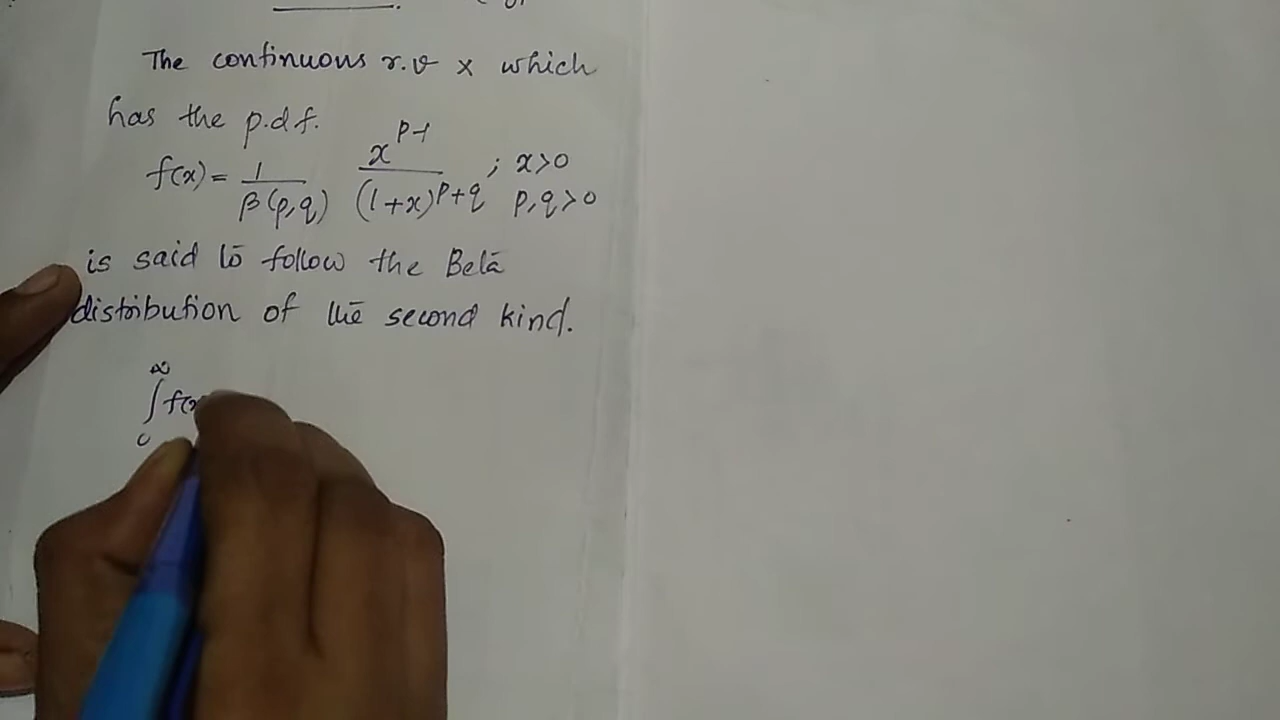 The continuous r.v x which
has the p.d.f.
f(x) = 1/β(p,q) x^(p-1)/(1+x)^(p+q) ; x>0 p,q>0
is said to follow the Beta
distribution of the second kind.
∫₀^∞ f(x